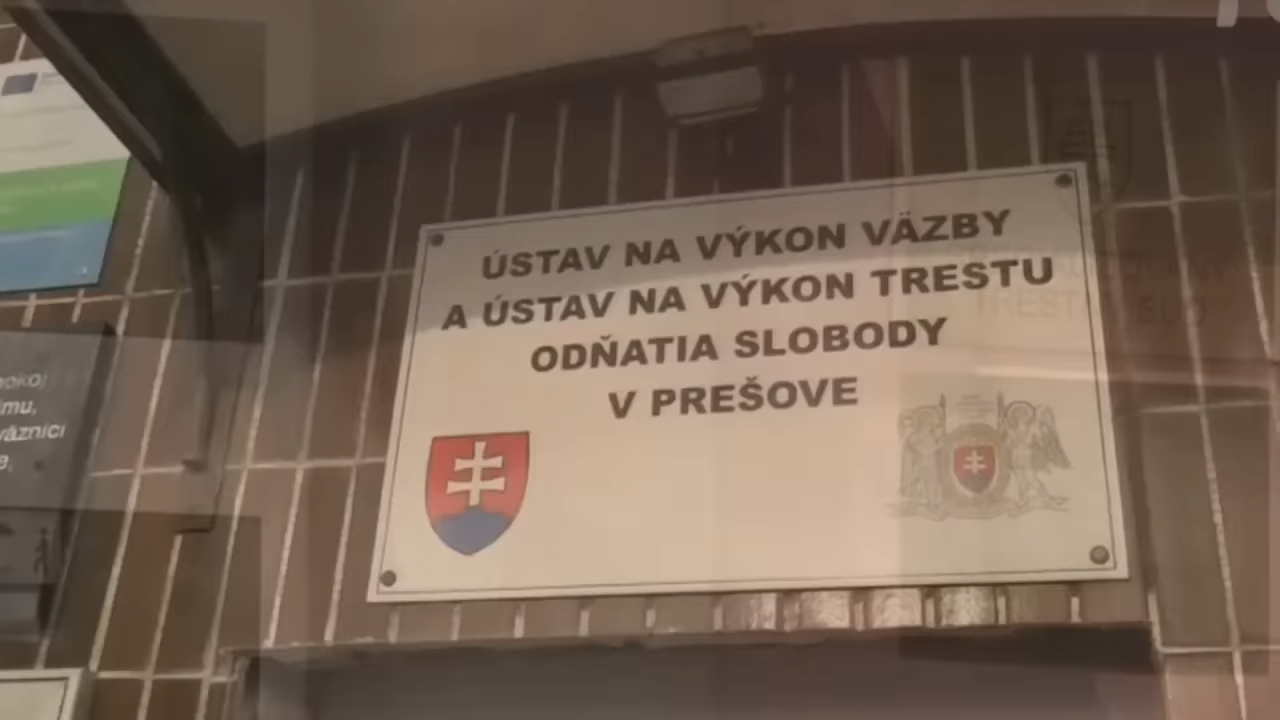 ÚSTAV NA VÝKON VÄZBY
A ÚSTAV NA VÝKON TRESTU
ODŇATIA SLOBODY
V PREŠOVE